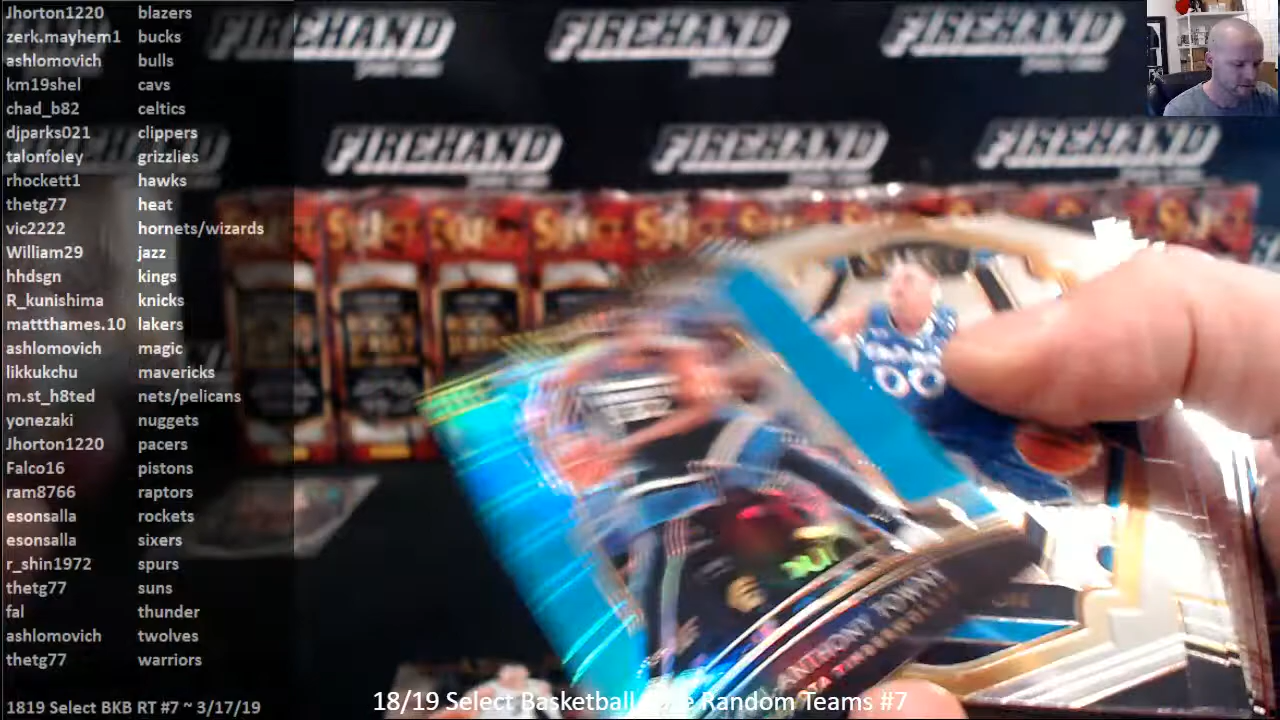 Jhorton1220 blazers
zerk.mayhem1 bucks
ashlomovich bulls
km19shel cavs
chad_b82 celtics
djparks021 clippers
talonfoley grizzlies
rhockett1 hawks
thetg77 heat
vic2222 hornets/wizards
William29 jazz
hhdsgn kings
R_kunishima knicks
mattthames.10 lakers
ashlomovich magic
likkukchu mavericks
m.st_h8ted nets/pelicans
yonezaki nuggets
Jhorton1220 pacers
Falco16 pistons
ram8766 raptors
esonsalla rockets
esonsalla sixers
r_shin1972 spurs
thetg77 suns
fal thunder
ashlomovich twolves
thetg77 warriors
1819 Select BKB RT #7 ~ 3/17/19
FIREHAND FIREHAND FIREHAND
FIREHAND FIREHAND FIREHAND
SELECT
00
ANTHONY TOWNS
18/19 Select Basketball Random Teams #7